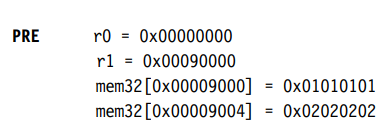 PRE r0 = 0x00000000
r1 = 0x00090000
mem32[0x00009000] = 0x01010101
mem32[0x00009004] = 0x02020202